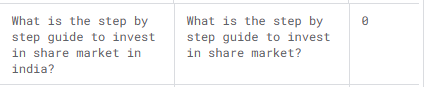 What is the step by
step guide to invest
in share market in
india?
What is the step by
step guide to invest
in share market?
0